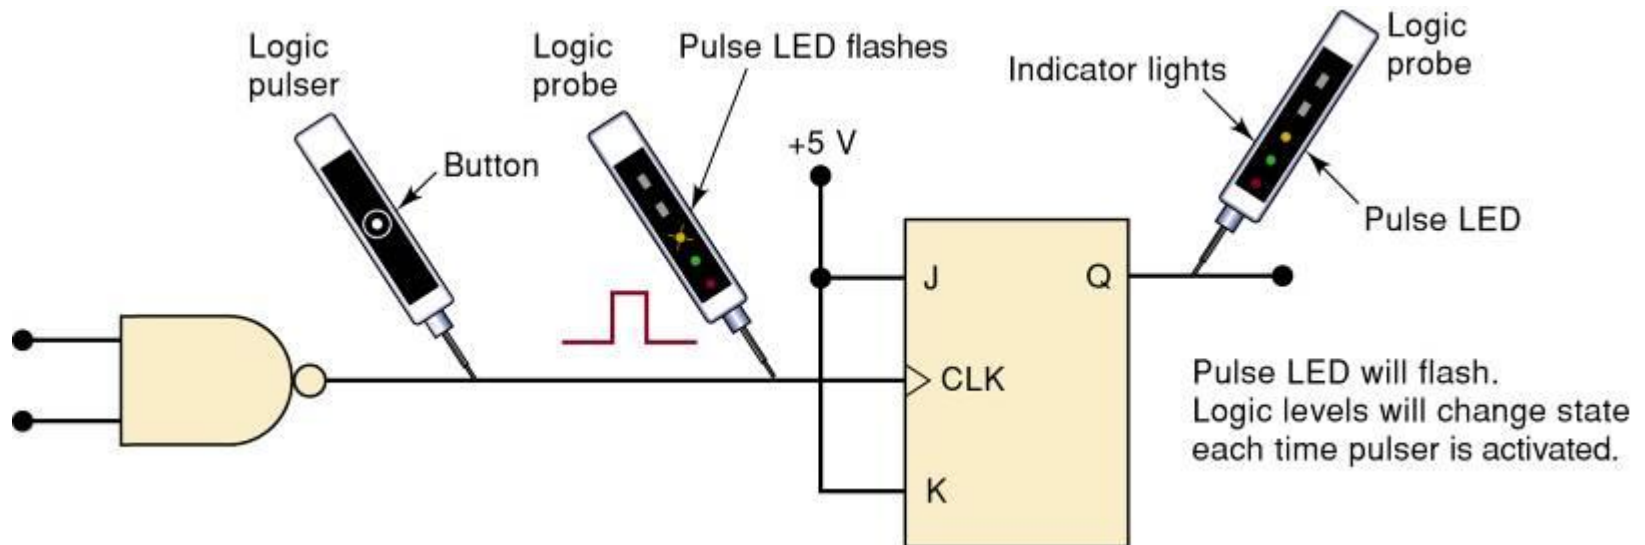 Logic
pulser
Button
Logic
probe
Pulse LED flashes
+5 V
J
Q
CLK
K
Indicator lights
Logic
probe
Pulse LED
Pulse LED will flash.
Logic levels will change state
each time pulser is activated.